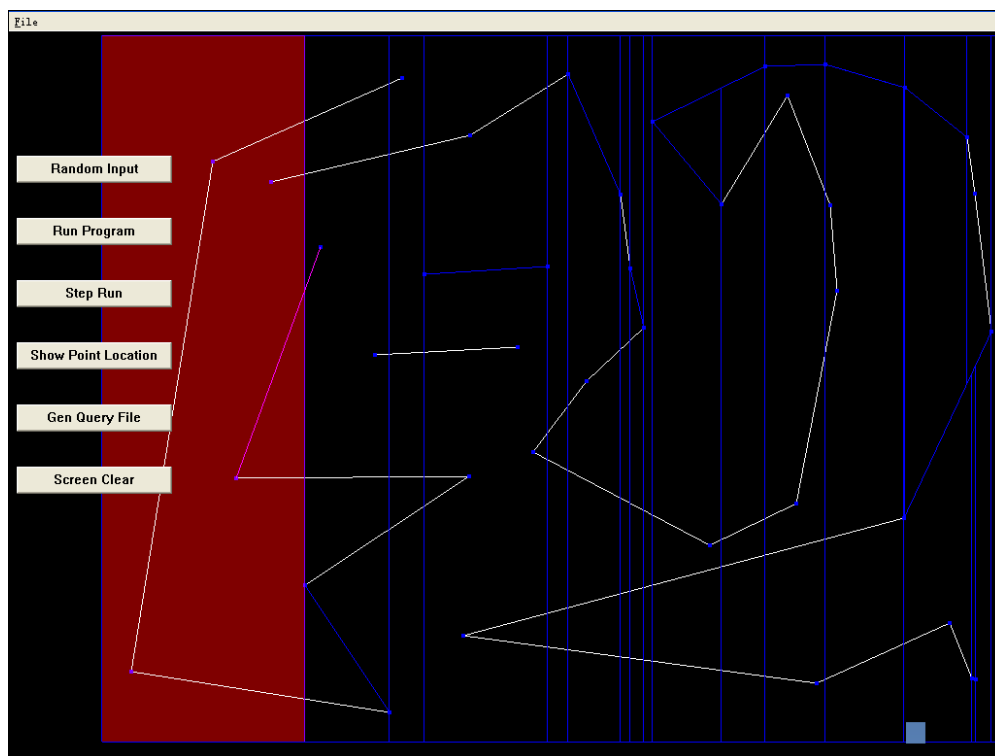 File
Random Input
Run Program
Step Run
Show Point Location
Gen Query File
Screen Clear